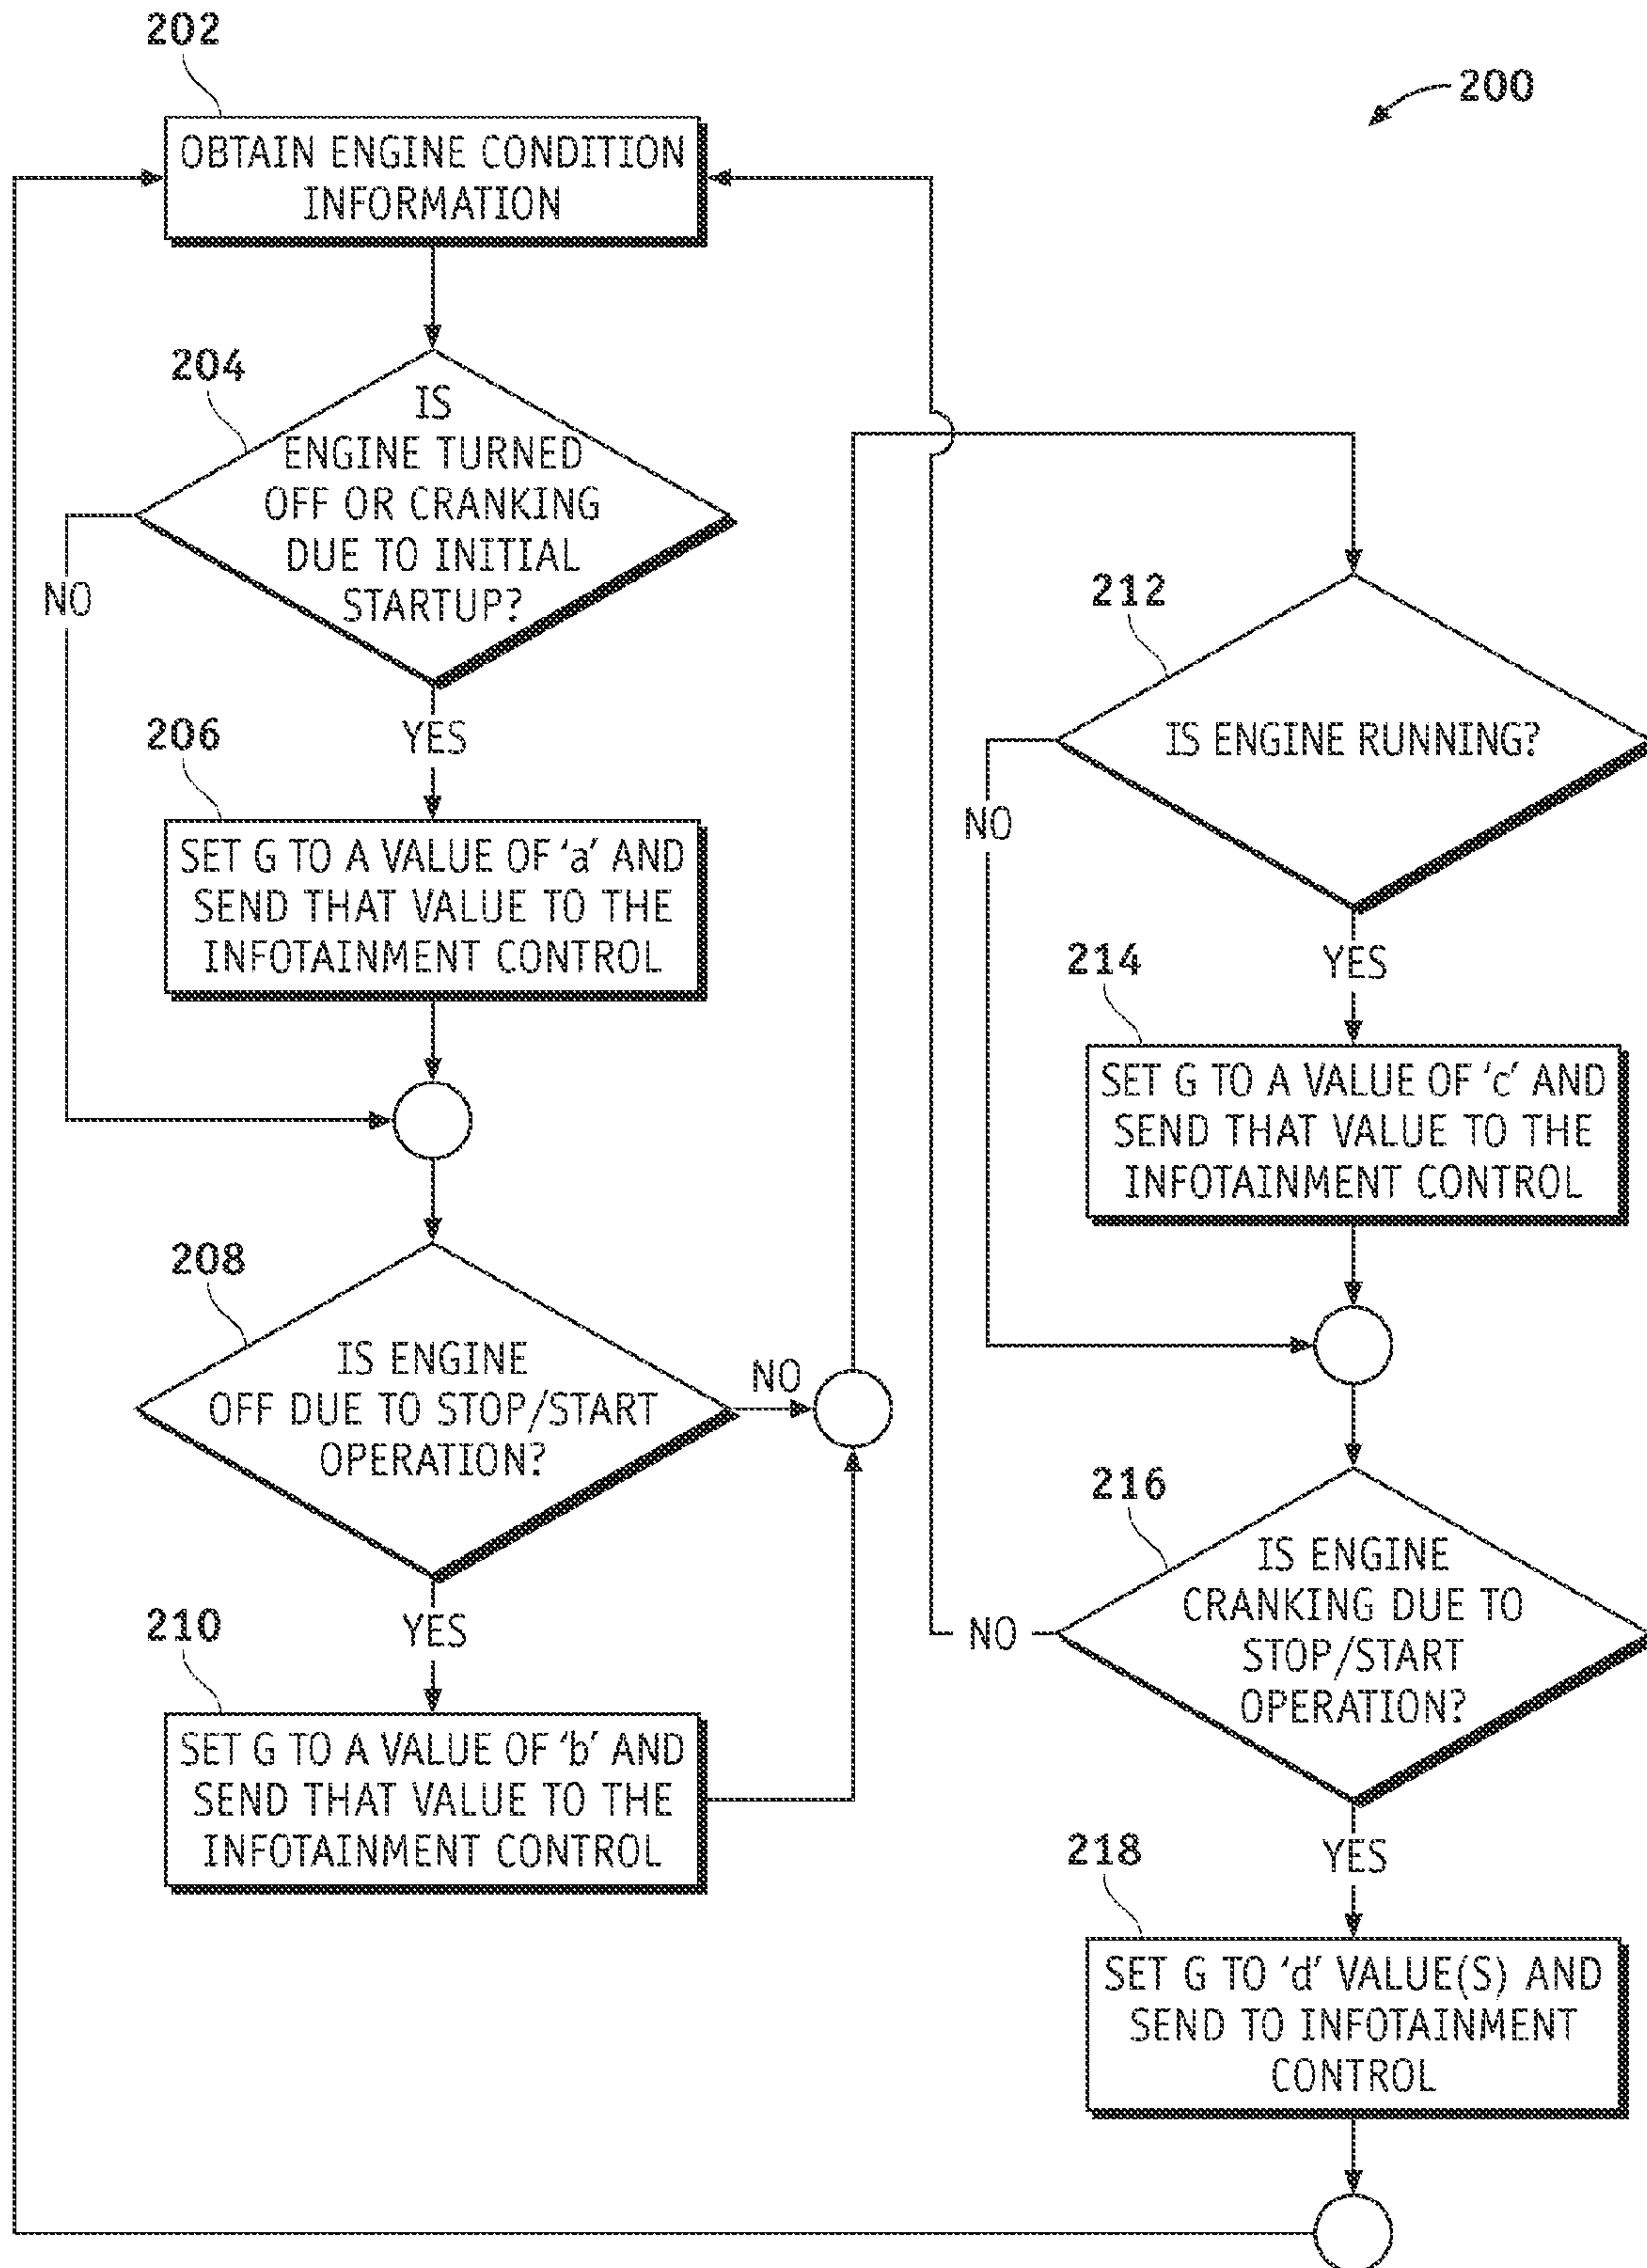 200
202
OBTAIN ENGINE CONDITION
INFORMATION
204
IS
ENGINE TURNED
OFF OR CRANKING
DUE TO INITIAL
STARTUP?
NO
YES
206
SET G TO A VALUE OF ‘a’ AND
SEND THAT VALUE TO THE
INFOTAINMENT CONTROL
208
IS ENGINE
OFF DUE TO STOP/START
OPERATION?
NO
YES
210
SET G TO A VALUE OF ‘b’ AND
SEND THAT VALUE TO THE
INFOTAINMENT CONTROL
212
IS ENGINE RUNNING?
NO
YES
214
SET G TO A VALUE OF ‘c’ AND
SEND THAT VALUE TO THE
INFOTAINMENT CONTROL
216
IS ENGINE
CRANKING DUE TO
STOP/START
OPERATION?
NO
YES
218
SET G TO ‘d’ VALUE(S) AND
SEND TO INFOTAINMENT
CONTROL